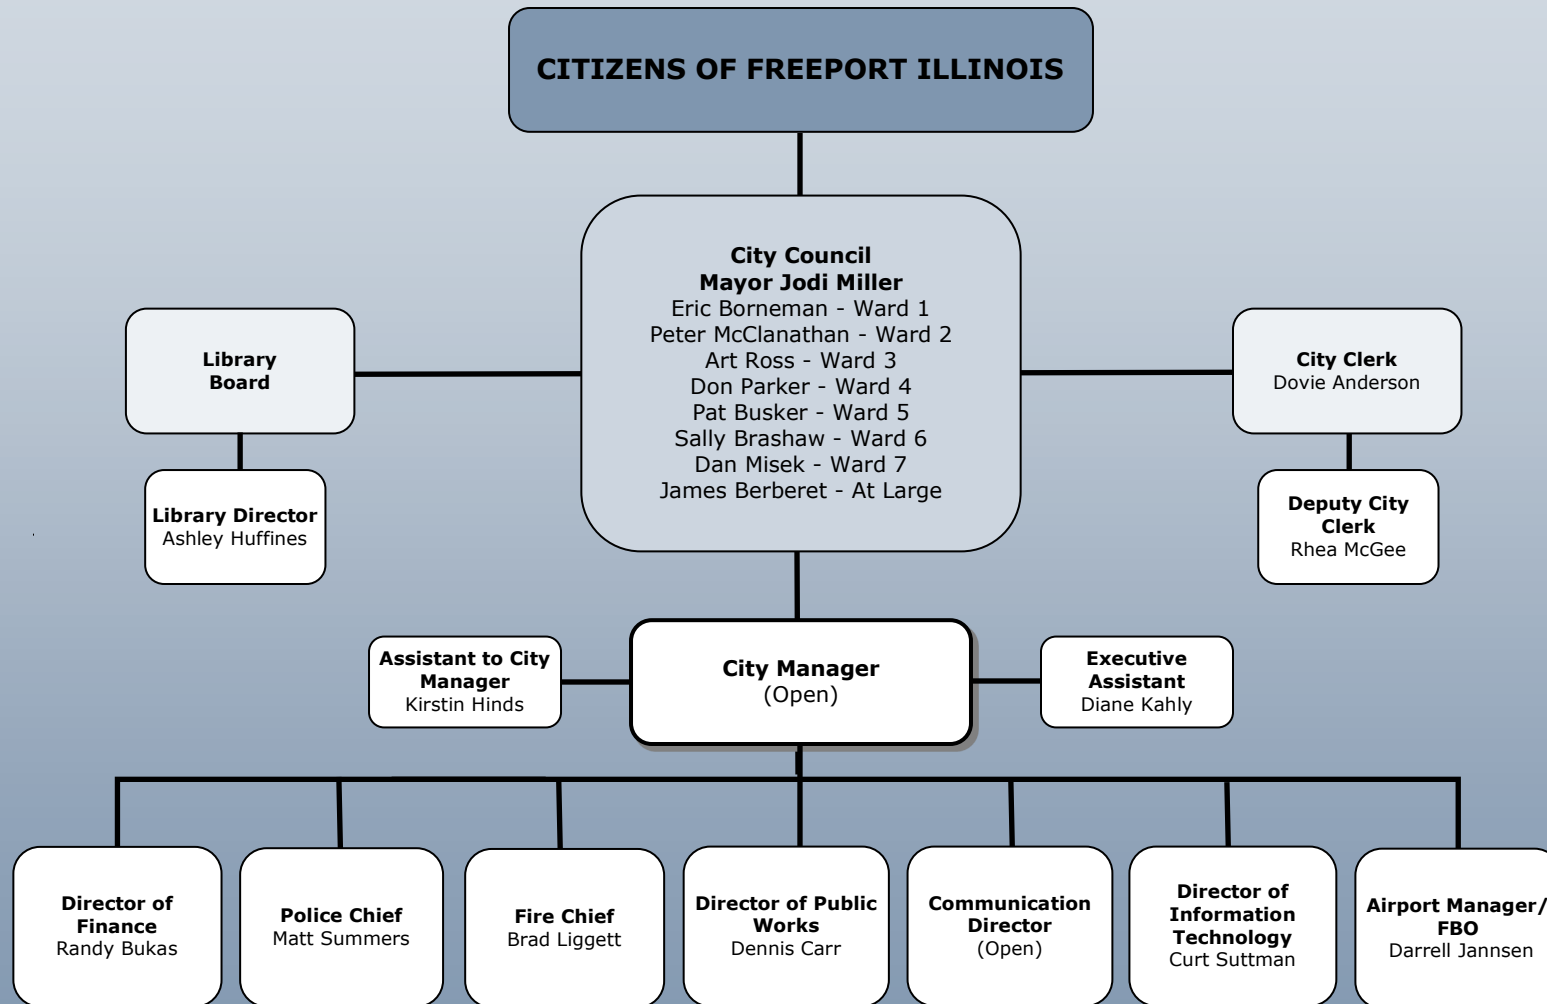 CITIZENS OF FREEPORT ILLINOIS
City Council
Mayor Jodi Miller
Eric Borneman - Ward 1
Peter McClanathan - Ward 2
Art Ross - Ward 3
Don Parker - Ward 4
Pat Busker - Ward 5
Sally Brashaw - Ward 6
Dan Misek - Ward 7
James Berberet - At Large
Library
Board
City Clerk
Dovie Anderson
Library Director
Ashley Huffines
Deputy City
Clerk
Rhea McGee
Assistant to City
Manager
Kirstin Hinds
City Manager
(Open)
Executive
Assistant
Diane Kahly
Director of
Finance
Randy Bukas
Police Chief
Matt Summers
Fire Chief
Brad Liggett
Director of Public
Works
Dennis Carr
Communication
Director
(Open)
Director of
Information
Technology
Curt Suttman
Airport Manager/
FBO
Darrell Jannsen